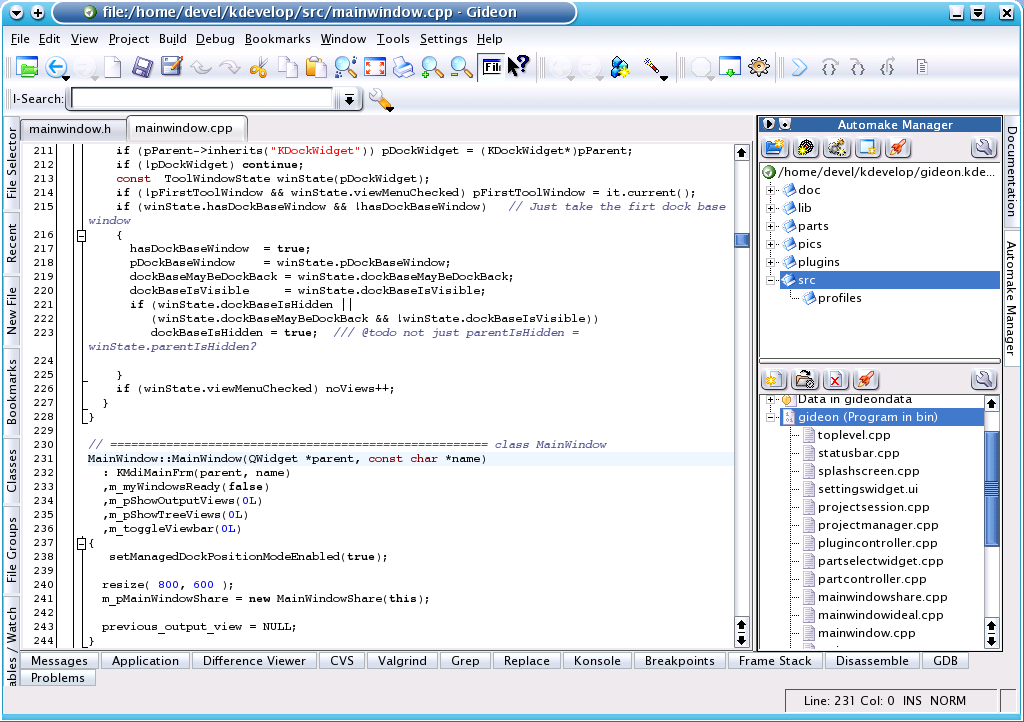 file:/home/devel/kdevelop/src/mainwindow.cpp - Gideon
File Edit View Project Build Debug Bookmarks Window Tools Settings Help
I-Search:
mainwindow.h mainwindow.cpp
File Selector
Recent
New File
Bookmarks
Classes
File Groups
ables / Watch
211 if (pParent->inherits("KDockWidget")) pDockWidget = (KDockWidget*)pParent;
212 if (!pDockWidget) continue;
213 const ToolWindowState winState(pDockWidget);
214 if (!pFirstToolWindow && winState.viewMenuChecked) pFirstToolWindow = it.current();
215 if (winState.hasDockBaseWindow && !hasDockBaseWindow) // Just take the firt dock base
window
216 {
217 hasDockBaseWindow = true;
218 pDockBaseWindow = winState.pDockBaseWindow;
219 dockBaseMayBeDockBack = winState.dockBaseMayBeDockBack;
220 dockBaseIsVisible = winState.dockBaseIsVisible;
221 if (winState.dockBaseIsHidden ||
222 (winState.dockBaseMayBeDockBack && !winState.dockBaseIsVisible))
223 dockBaseIsHidden = true; /// @todo not just parentIsHidden =
winState.parentIsHidden?
224
225 }
226 if (winState.viewMenuChecked) noViews++;
227 }
228 }
229
230 // ====================================================== class MainWindow
231 MainWindow::MainWindow(QWidget *parent, const char *name)
232 : KMdiMainFrm(parent, name)
233 ,m_myWindowsReady(false)
234 ,m_pShowOutputViews(0L)
235 ,m_pShowTreeViews(0L)
236 ,m_toggleViewbar(0L)
237 {
238 setManagedDockPositionModeEnabled(true);
239
240 resize( 800, 600 );
241 m_pMainWindowShare = new MainWindowShare(this);
242
243 previous_output_view = NULL;
244 }
Automake Manager
/home/devel/kdevelop/gideon.kde...
doc
lib
parts
pics
plugins
src
profiles
Data in gideondata
gideon (Program in bin)
toplevel.cpp
statusbar.cpp
splashscreen.cpp
settingswidget.ui
projectsession.cpp
projectmanager.cpp
plugincontroller.cpp
partselectwidget.cpp
partcontroller.cpp
mainwindowshare.cpp
mainwindowideal.cpp
mainwindow.cpp
Documentation
Automake Manager
Messages Application Difference Viewer CVS Valgrind Grep Replace Konsole Breakpoints Frame Stack Disassemble GDB
Problems
Line: 231 Col: 0 INS NORM